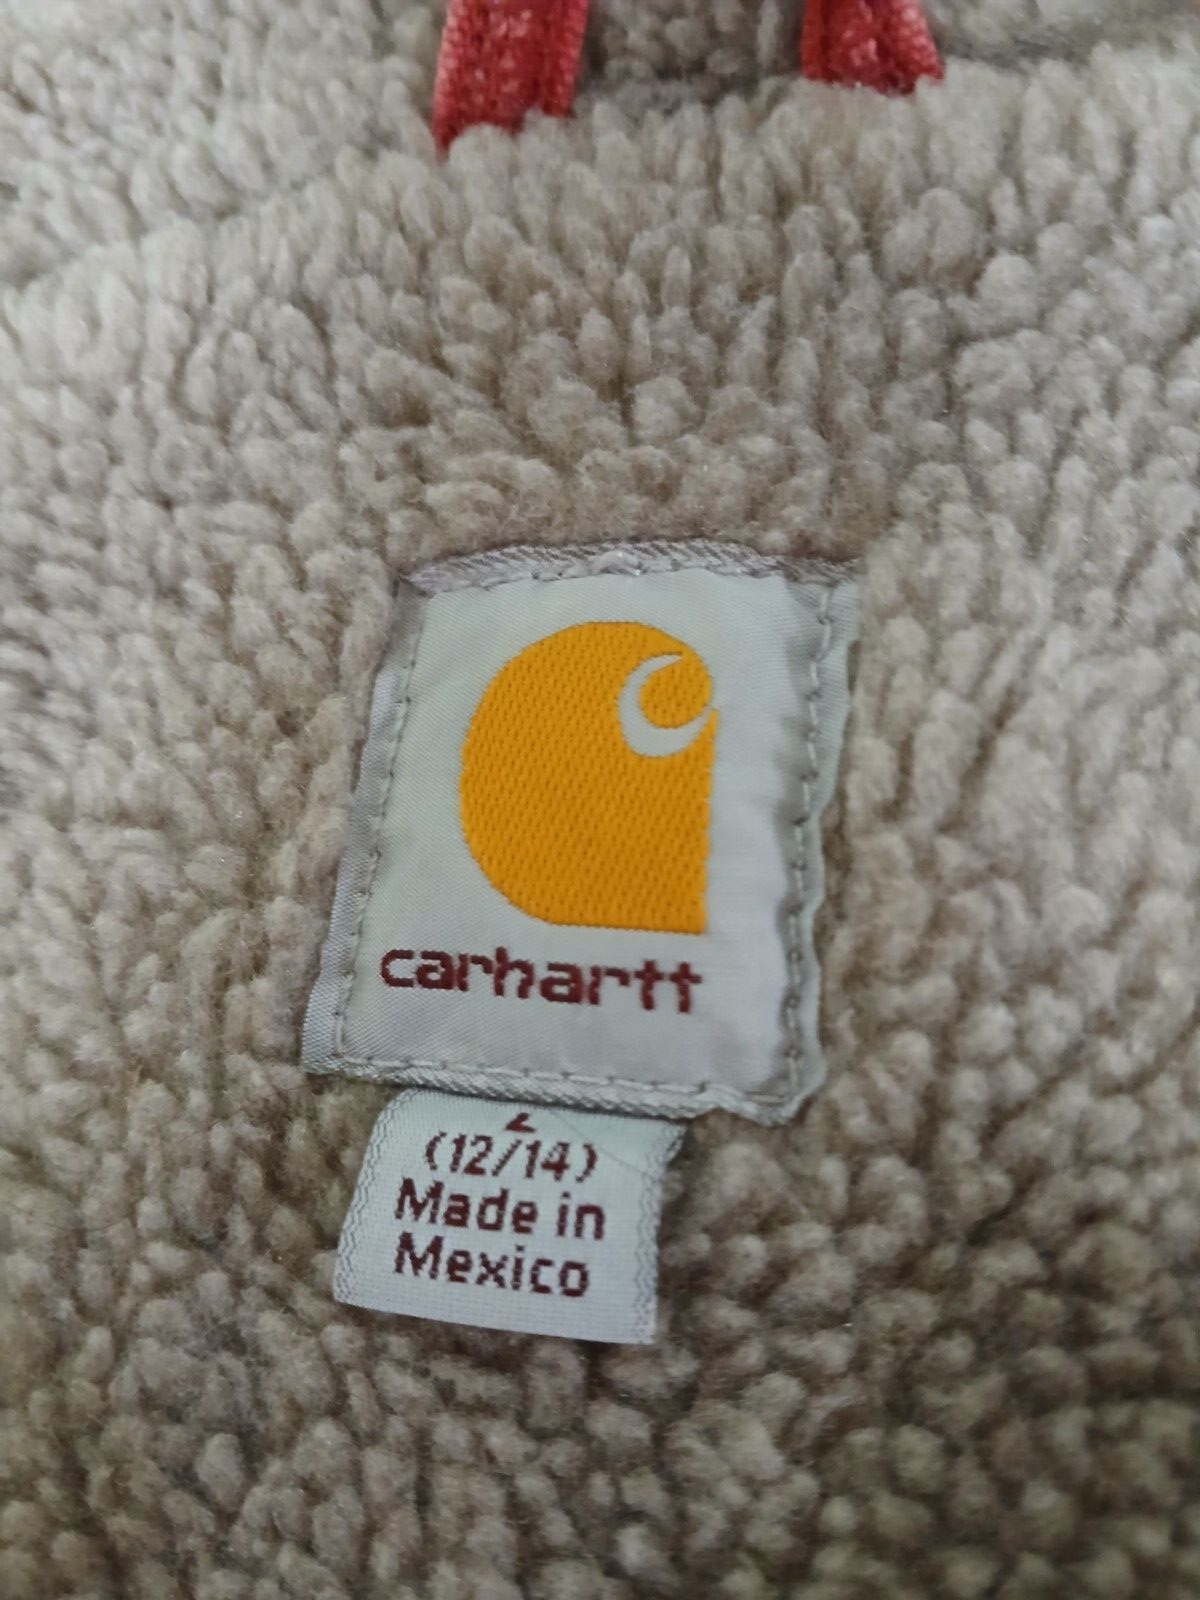 carhartt
L
(12/14)
Made in
Mexico